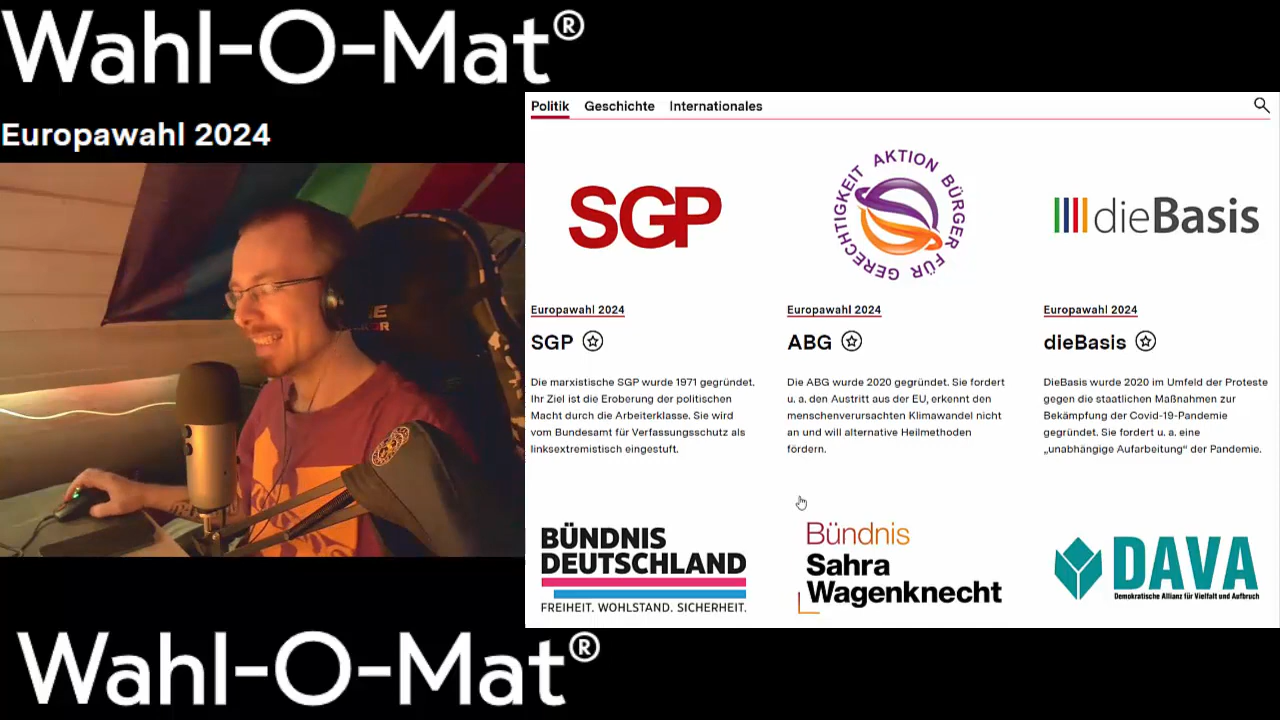 Wahl-O-Mat®
Europawahl 2024
Politik Geschichte Internationales
SGP
AKTION BÜRGER FÜR GERECHTIGKEIT
dieBasis
Europawahl 2024
SGP
Die marxistische SGP wurde 1971 gegründet.
Ihr Ziel ist die Eroberung der politischen
Macht durch die Arbeiterklasse. Sie wird
vom Bundesamt für Verfassungsschutz als
linksextremistisch eingestuft.
Europawahl 2024
ABG
Die ABG wurde 2020 gegründet. Sie fordert
u. a. den Austritt aus der EU, erkennt den
menschenverursachten Klimawandel nicht
an und will alternative Heilmethoden
fördern.
Europawahl 2024
dieBasis
DieBasis wurde 2020 im Umfeld der Proteste
gegen die staatlichen Maßnahmen zur
Bekämpfung der Covid-19-Pandemie
gegründet. Sie fordert u. a. eine
„unabhängige Aufarbeitung“ der Pandemie.
BÜNDNIS
DEUTSCHLAND
FREIHEIT. WOHLSTAND. SICHERHEIT.
Bündnis
Sahra
Wagenknecht
DAVA
Demokratische Allianz für Vielfalt und Aufbruch
Wahl-O-Mat®